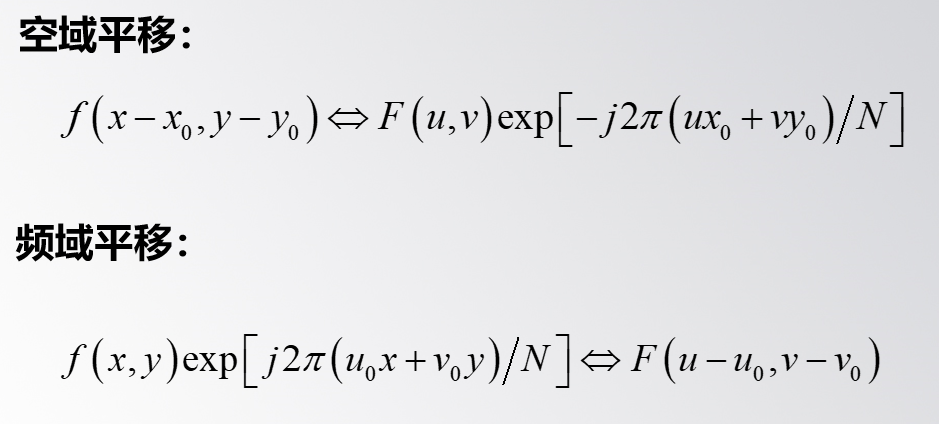 空域平移：
f(x−x₀,y−y₀)⇔F(u,v)exp[−j2π(ux₀+vy₀)/N]
频域平移：
f(x,y)exp[j2π(u₀x+v₀y)/N]⇔F(u−u₀,v−v₀)